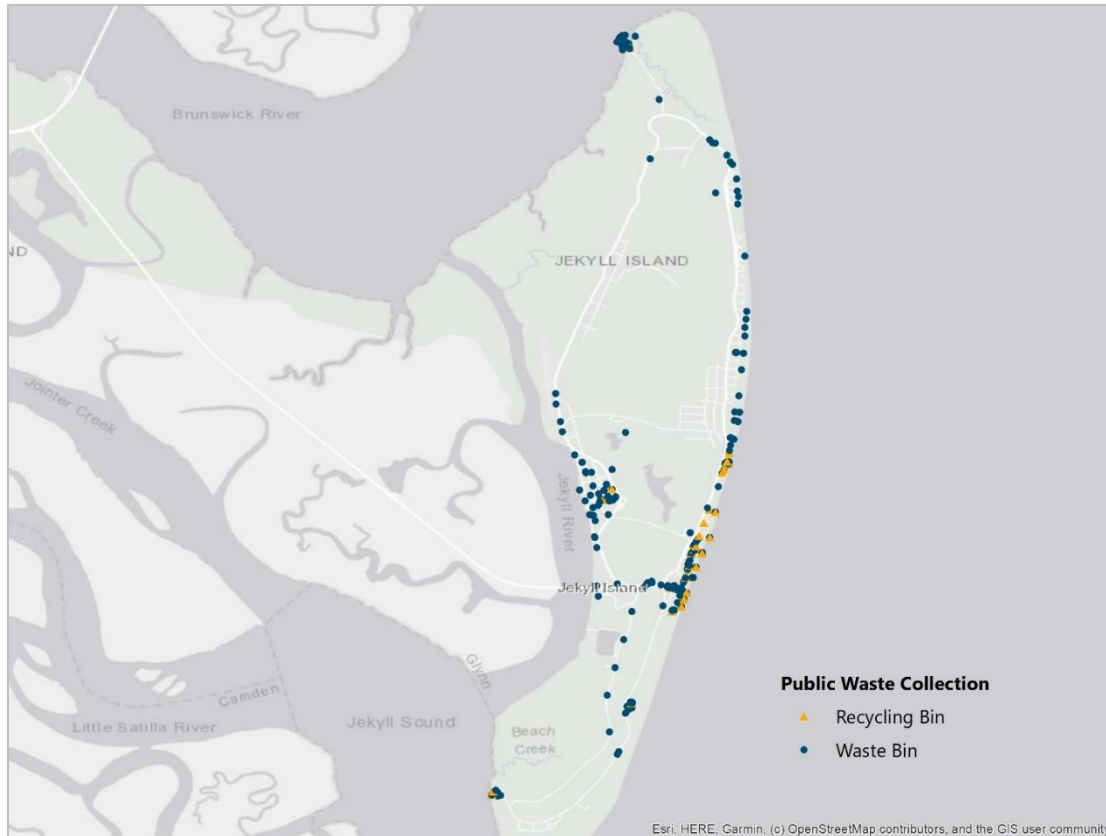 Brunswick River
ND
JEKYLL ISLAND
Jointer Creek
Jekyll River
Jekyll Island
Glynn
Camden
Little Satilla River
Jekyll Sound
Beach
Creek
Public Waste Collection
Recycling Bin
Waste Bin
Esri, HERE, Garmin, (c) OpenStreetMap contributors, and the GIS user community